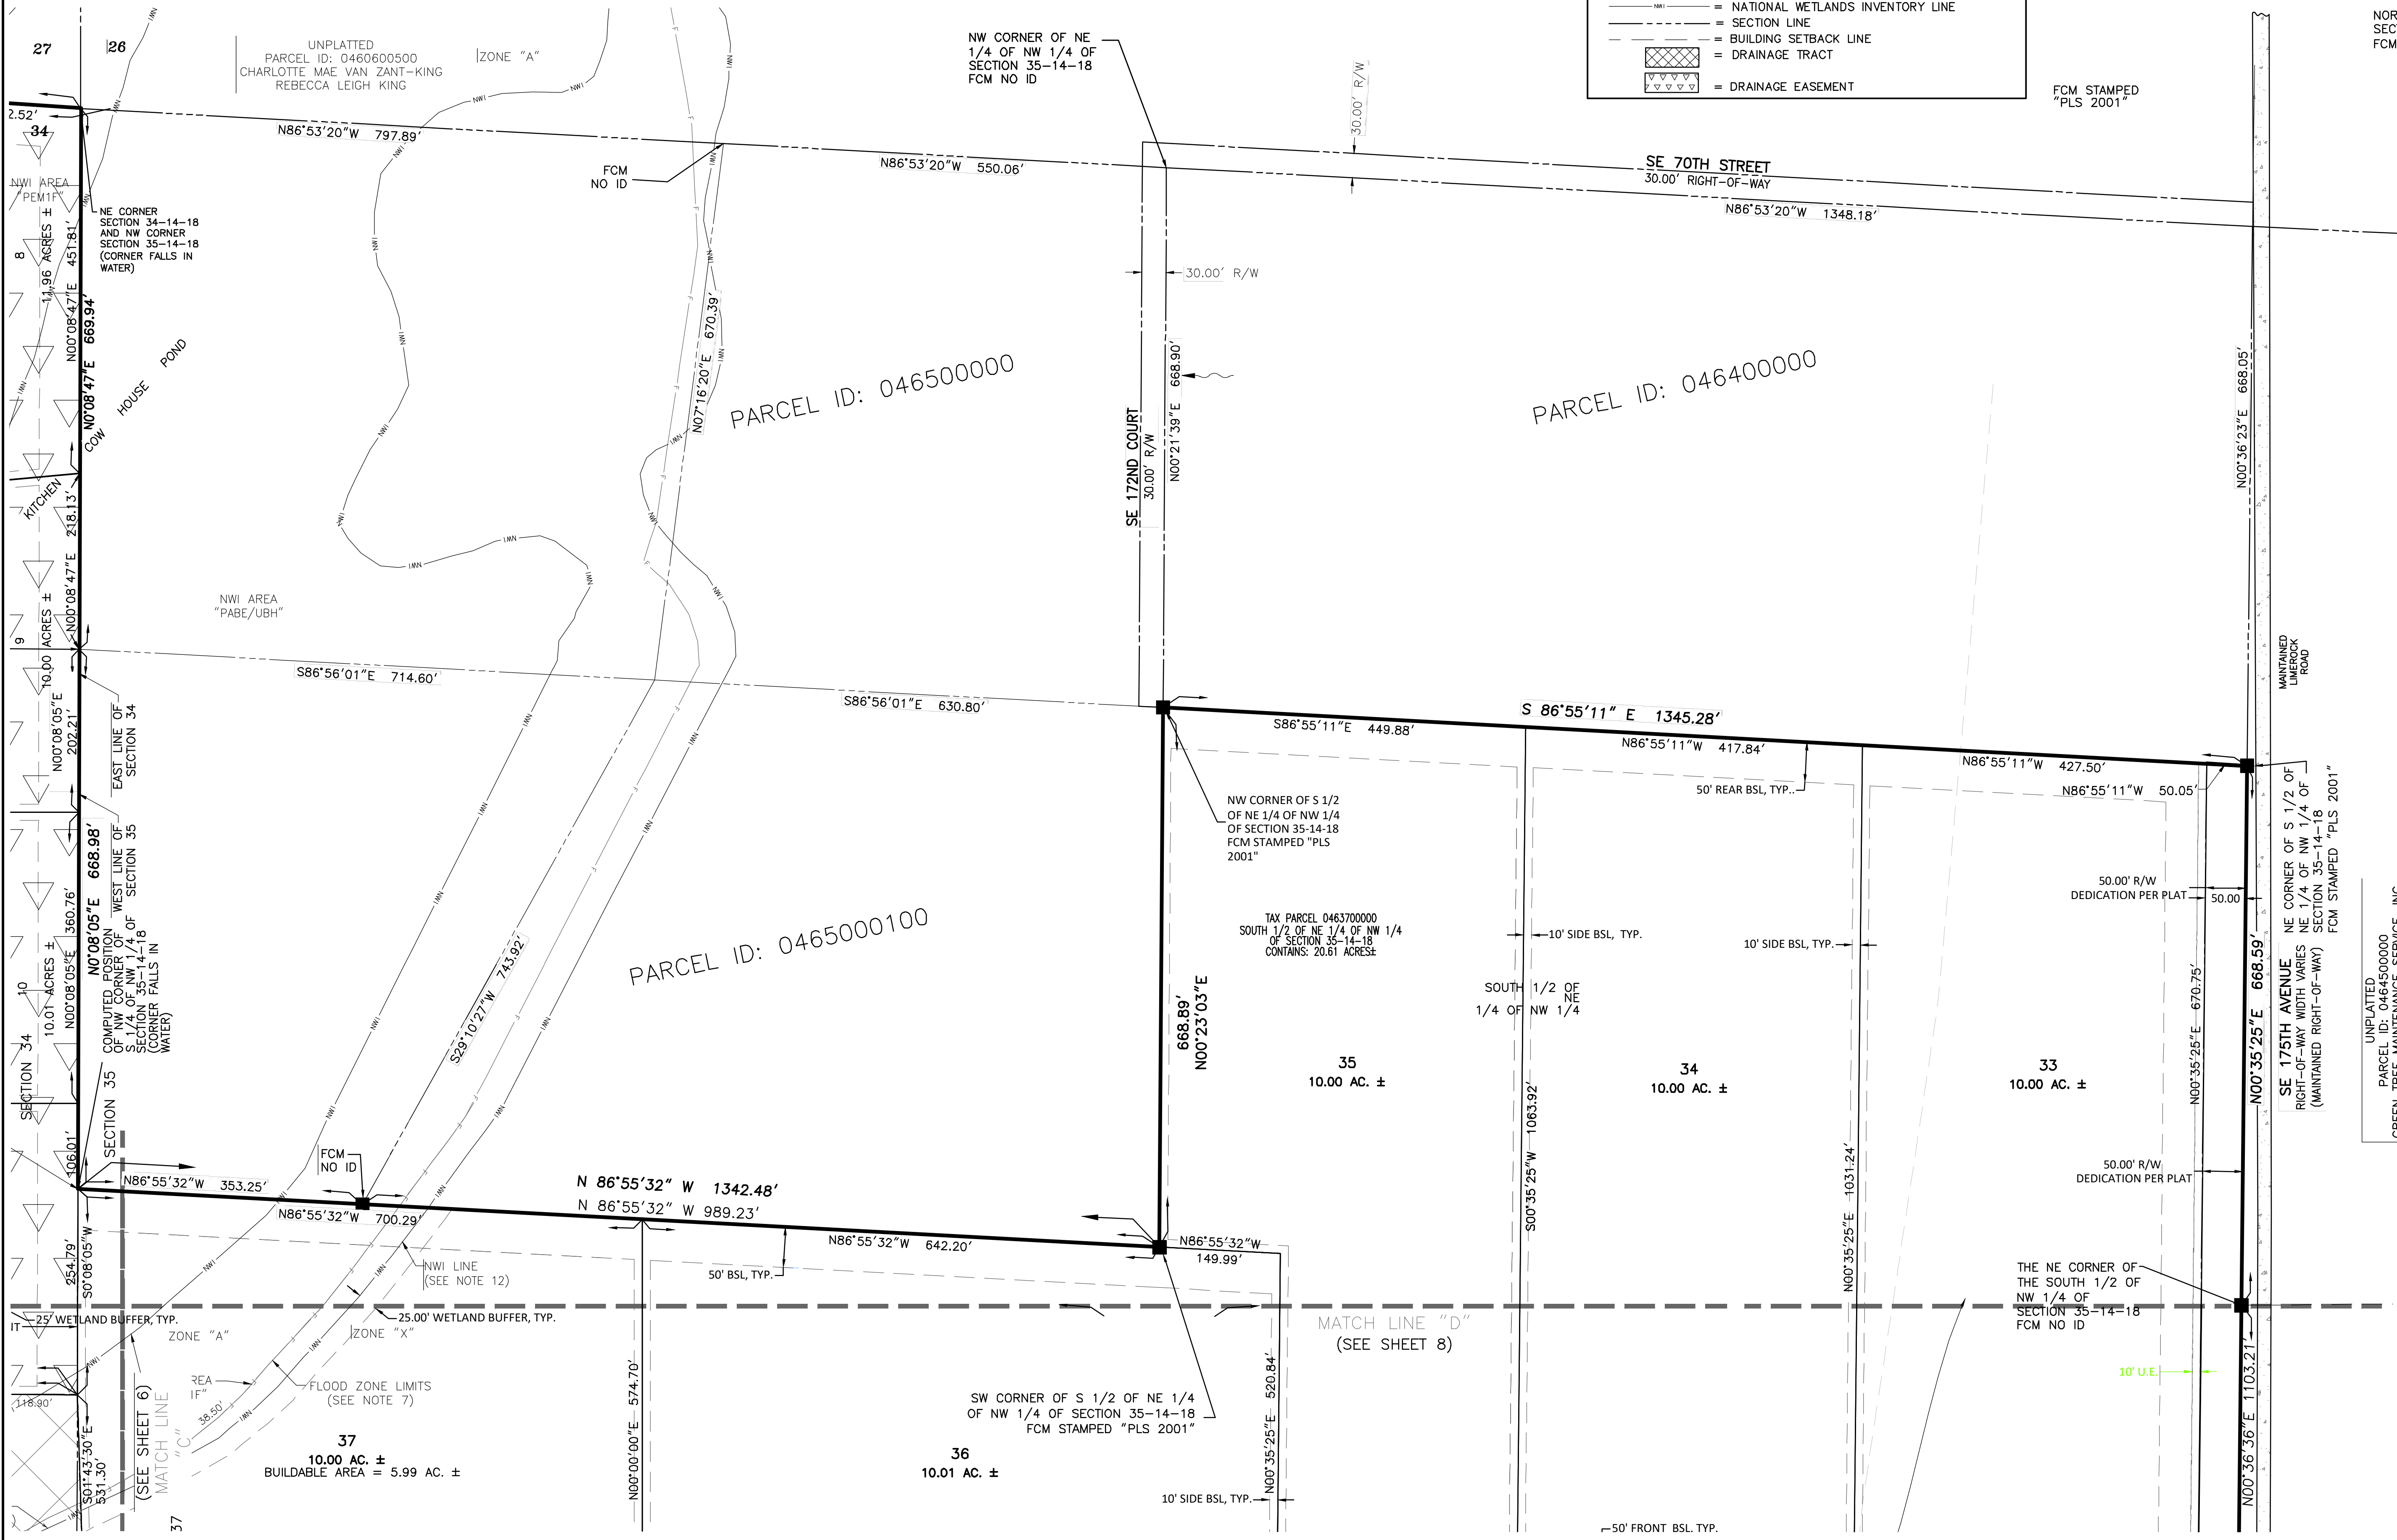 NWI = NATIONAL WETLANDS INVENTORY LINE
= SECTION LINE
= BUILDING SETBACK LINE
= DRAINAGE TRACT
= DRAINAGE EASEMENT
27
26
34
UNPLATTED
PARCEL ID: 0460600500
CHARLOTTE MAE VAN ZANT-KING
REBECCA LEIGH KING
ZONE "A"
NW CORNER OF NE
1/4 OF NW 1/4 OF
SECTION 35-14-18
FCM NO ID
30.00' R/W
FCM STAMPED
"PLS 2001"
NOR
SEC
FCM
2.52'
N86°53'20"W 797.89'
FCM
NO ID
N86°53'20"W 550.06'
SE 70TH STREET
30.00' RIGHT-OF-WAY
N86°53'20"W 1348.18'
NWI AREA
"PEM1F"
NE CORNER
SECTION 34-14-18
AND NW CORNER
SECTION 35-14-18
(CORNER FALLS IN
WATER)
8
11.96 ACRES ±
N00°08'47"E 451.81'
N0°08'47"E 669.94'
KITCHEN
COW
HOUSE
POND
N07°16'20"E 670.39'
PARCEL ID: 046500000
30.00' R/W
SE 172ND COURT
30.00' R/W
N00°21'39"E 668.90'
PARCEL ID: 046400000
N00°36'23"E 668.05'
9
10.00 ACRES ±
N00°08'47"E 218.13'
NWI AREA
"PABE/UBH"
S86°56'01"E 714.60'
S86°56'01"E 630.80'
MAINTAINED
LIMEROCK
ROAD
N00°08'05"E
202.21'
EAST LINE OF
SECTION 34
WEST LINE OF
SECTION 35
S 86°55'11" E 1345.28'
S86°55'11"E 449.88'
N86°55'11"W 417.84'
N86°55'11"W 427.50'
N86°55'11"W 50.05'
50' REAR BSL, TYP..
NW CORNER OF S 1/2
OF NE 1/4 OF NW 1/4
OF SECTION 35-14-18
FCM STAMPED "PLS
2001"
10
10.01 ACRES ±
N00°08'05"E 360.76'
N0°08'05"E 668.98'
COMPUTED POSITION
OF NW CORNER OF
S 1/4 OF NW 1/4 OF
SECTION 35-14-18
(CORNER FALLS IN
WATER)
SECTION 34
SECTION 35
PARCEL ID: 0465000100
S29°10'27"W 743.92'
668.89'
N00°23'03"E
TAX PARCEL 0463700000
SOUTH 1/2 OF NE 1/4 OF NW 1/4
OF SECTION 35-14-18
CONTAINS: 20.61 ACRES±
10' SIDE BSL, TYP.
10' SIDE BSL, TYP.
SOUTH 1/2 OF
NE
1/4 OF NW 1/4
35
10.00 AC. ±
34
10.00 AC. ±
33
10.00 AC. ±
S00°35'25"W 1063.92'
N00°35'25"E 1031.24'
50.00' R/W
DEDICATION PER PLAT
50.00
N00°35'25"E 670.75'
N00°35'25"E 668.59'
SE 175TH AVENUE
RIGHT-OF-WAY WIDTH VARIES
(MAINTAINED RIGHT-OF-WAY)
NE CORNER OF S 1/2 OF
NE 1/4 OF NW 1/4 OF
SECTION 35-14-18
FCM STAMPED "PLS 2001"
UNPLATTED
PARCEL ID: 0464500000
GREEN TREE MAINTENANCE SERVICE, INC
50.00' R/W
DEDICATION PER PLAT
106.01'
FCM
NO ID
N86°55'32"W 353.25'
N86°55'32"W 700.29'
N 86°55'32" W 1342.48'
N 86°55'32" W 989.23'
N86°55'32"W 642.20'
N86°55'32"W
149.99'
254.79'
S0°08'05"W
NWI LINE
(SEE NOTE 12)
50' BSL, TYP.
THE NE CORNER OF
THE SOUTH 1/2 OF
NW 1/4 OF
SECTION 35-14-18
FCM NO ID
IT
25' WETLAND BUFFER, TYP.
25.00' WETLAND BUFFER, TYP.
ZONE "A"
ZONE "X"
MATCH LINE "D"
(SEE SHEET 8)
FLOOD ZONE LIMITS
(SEE NOTE 7)
REA
IF"
38.50'
118.90'
S01°43'30"E
531.30'
(SEE SHEET 6)
MATCH LINE
"C"
37
37
10.00 AC. ±
BUILDABLE AREA = 5.99 AC. ±
N00°00'00"E 574.70'
SW CORNER OF S 1/2 OF NE 1/4
OF NW 1/4 OF SECTION 35-14-18
FCM STAMPED "PLS 2001"
36
10.01 AC. ±
N00°35'25"E 520.84'
10' SIDE BSL, TYP.
10' U.E.
N00°36'36"E 1103.21'
50' FRONT BSL, TYP.